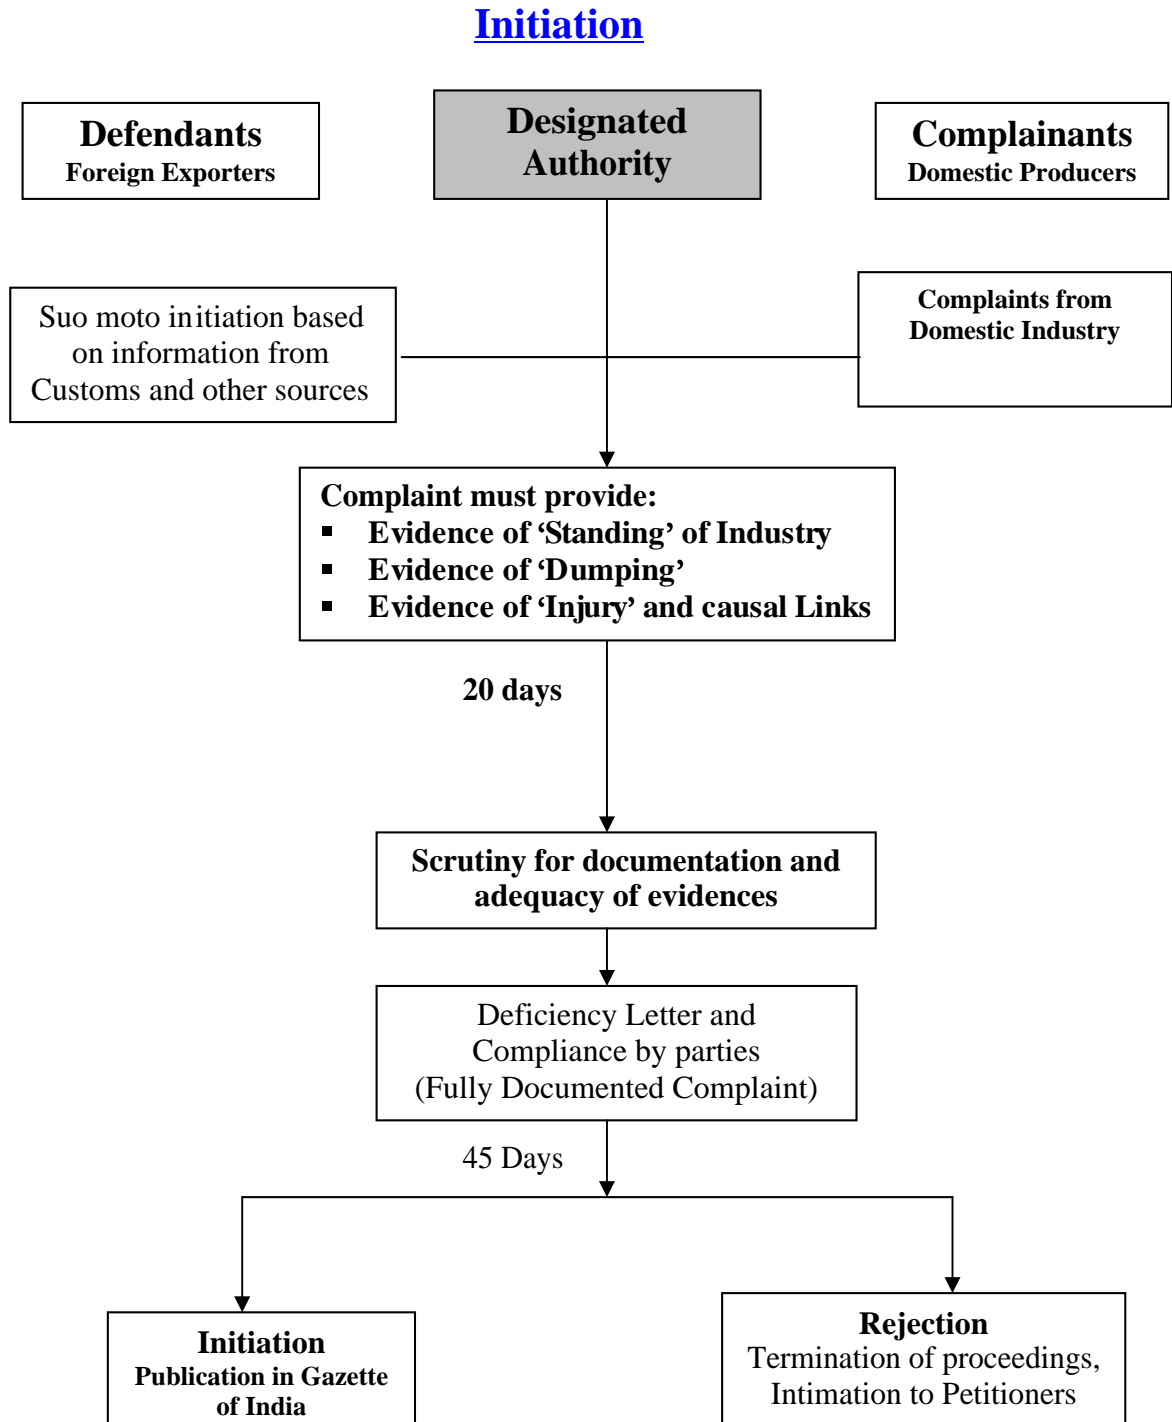 Initiation
Defendants
Foreign Exporters
Designated
Authority
Complainants
Domestic Producers
Suo moto initiation based
on information from
Customs and other sources
Complaints from
Domestic Industry
Complaint must provide:
▪ Evidence of ‘Standing’ of Industry
▪ Evidence of ‘Dumping’
▪ Evidence of ‘Injury’ and causal Links
20 days
Scrutiny for documentation and
adequacy of evidences
Deficiency Letter and
Compliance by parties
(Fully Documented Complaint)
45 Days
Initiation
Publication in Gazette
of India
Rejection
Termination of proceedings,
Intimation to Petitioners